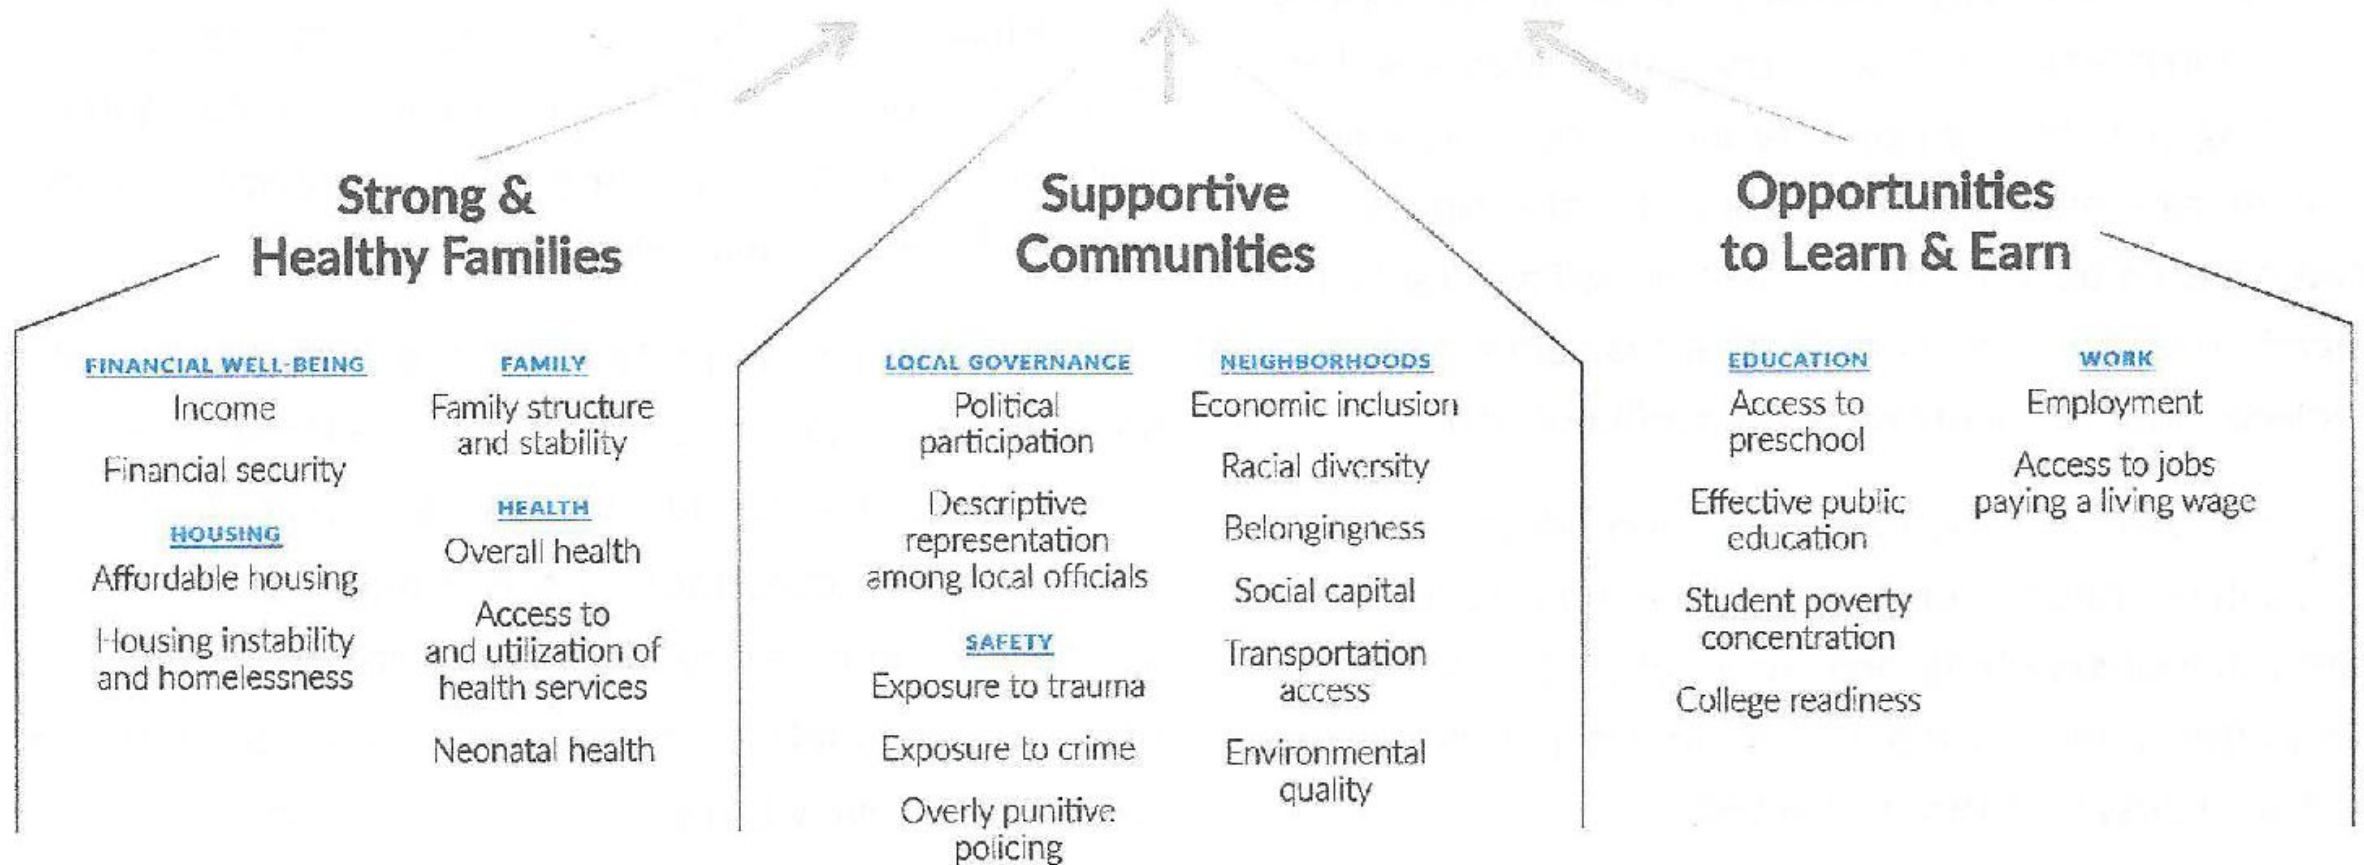 Strong &
Healthy Families
FINANCIAL WELL-BEING
Income
Financial security
HOUSING
Affordable housing
Housing instability
and homelessness
FAMILY
Family structure
and stability
HEALTH
Overall health
Access to
and utilization of
health services
Neonatal health
Supportive
Communities
LOCAL GOVERNANCE
Political
participation
Descriptive
representation
among local officials
SAFETY
Exposure to trauma
Exposure to crime
Overly punitive
policing
NEIGHBORHOODS
Economic inclusion
Racial diversity
Belongingness
Social capital
Transportation
access
Environmental
quality
Opportunities
to Learn & Earn
EDUCATION
Access to
preschool
Effective public
education
Student poverty
concentration
College readiness
WORK
Employment
Access to jobs
paying a living wage